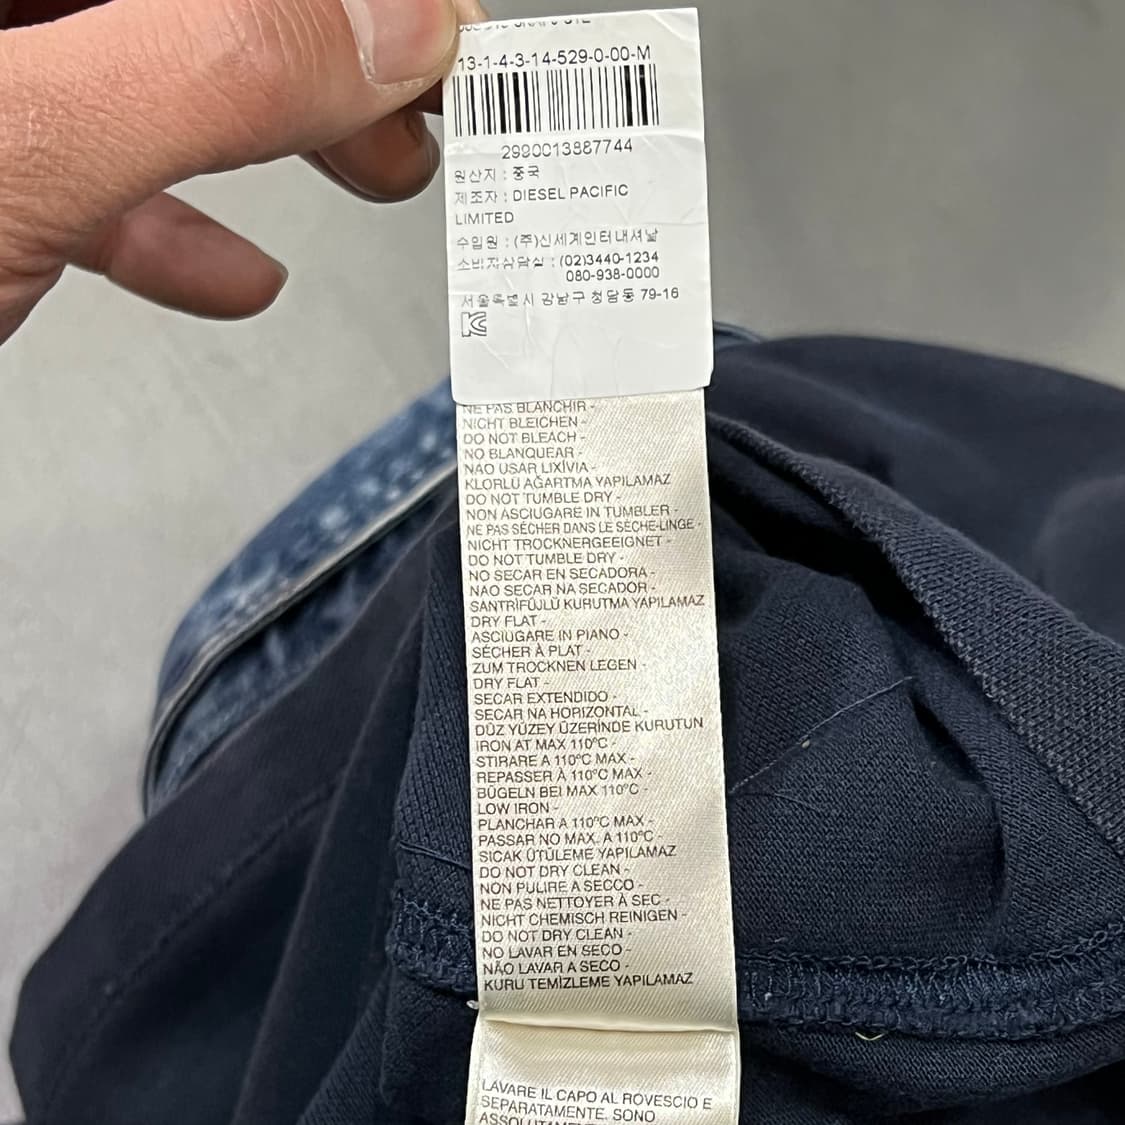 13-1-4-3-14-529-0-00-M
2990013887744
원산지 : 중국
제조자 : DIESEL PACIFIC
LIMITED
수입원 : (주)신세계인터내셔날
소비자상담실 : (02)3440-1234
080-938-0000
서울특별시 강남구 청담동 79-16
NE PAS BLANCHIR -
NICHT BLEICHEN -
DO NOT BLEACH -
NO BLANQUEAR -
NÃO USAR LIXÍVIA -
KLORLU AĞARTMA YAPILAMAZ
DO NOT TUMBLE DRY -
NON ASCIUGARE IN TUMBLER -
NE PAS SÉCHER DANS LE SÈCHE-LINGE -
NICHT TROCKNERGEEIGNET -
DO NOT TUMBLE DRY -
NO SECAR EN SECADORA -
NAO SECAR NA SECADOR -
SANTRİFÜJLÜ KURUTMA YAPILAMAZ
DRY FLAT -
ASCIUGARE IN PIANO -
SÉCHER À PLAT -
ZUM TROCKNEN LEGEN -
DRY FLAT -
SECAR EXTENDIDO -
SECAR NA HORIZONTAL -
DÜZ YÜZEY ÜZERİNDE KURUTUN
IRON AT MAX 110°C -
STIRARE A 110°C MAX -
REPASSER À 110°C MAX -
BÜGELN BEI MAX 110°C -
LOW IRON -
PLANCHAR A 110°C MAX -
PASSAR NO MAX. A 110°C -
SICAK ÜTÜLEME YAPILAMAZ
DO NOT DRY CLEAN -
NON PULIRE A SECCO -
NE PAS NETTOYER À SEC -
NICHT CHEMISCH REINIGEN -
DO NOT DRY CLEAN -
NO LAVAR EN SECO -
NÃO LAVAR A SECO -
KURU TEMİZLEME YAPILAMAZ
LAVARE IL CAPO AL ROVESCIO E
SEPARATAMENTE. SONO